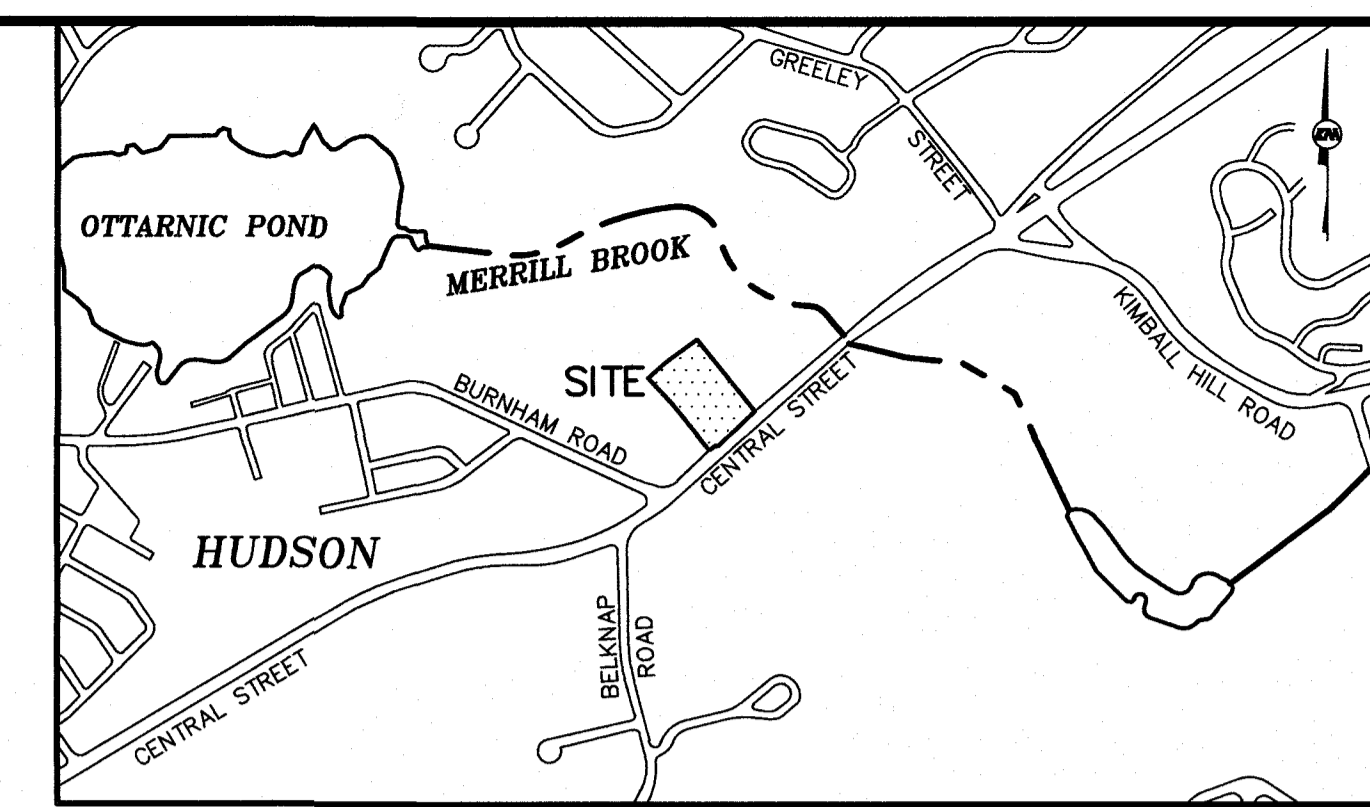 GREELEY
STREET
OTTARNIC POND
MERRILL BROOK
KIMBALL HILL ROAD
SITE
BURNHAM ROAD
CENTRAL STREET
HUDSON
BELKNAP
ROAD
CENTRAL STREET